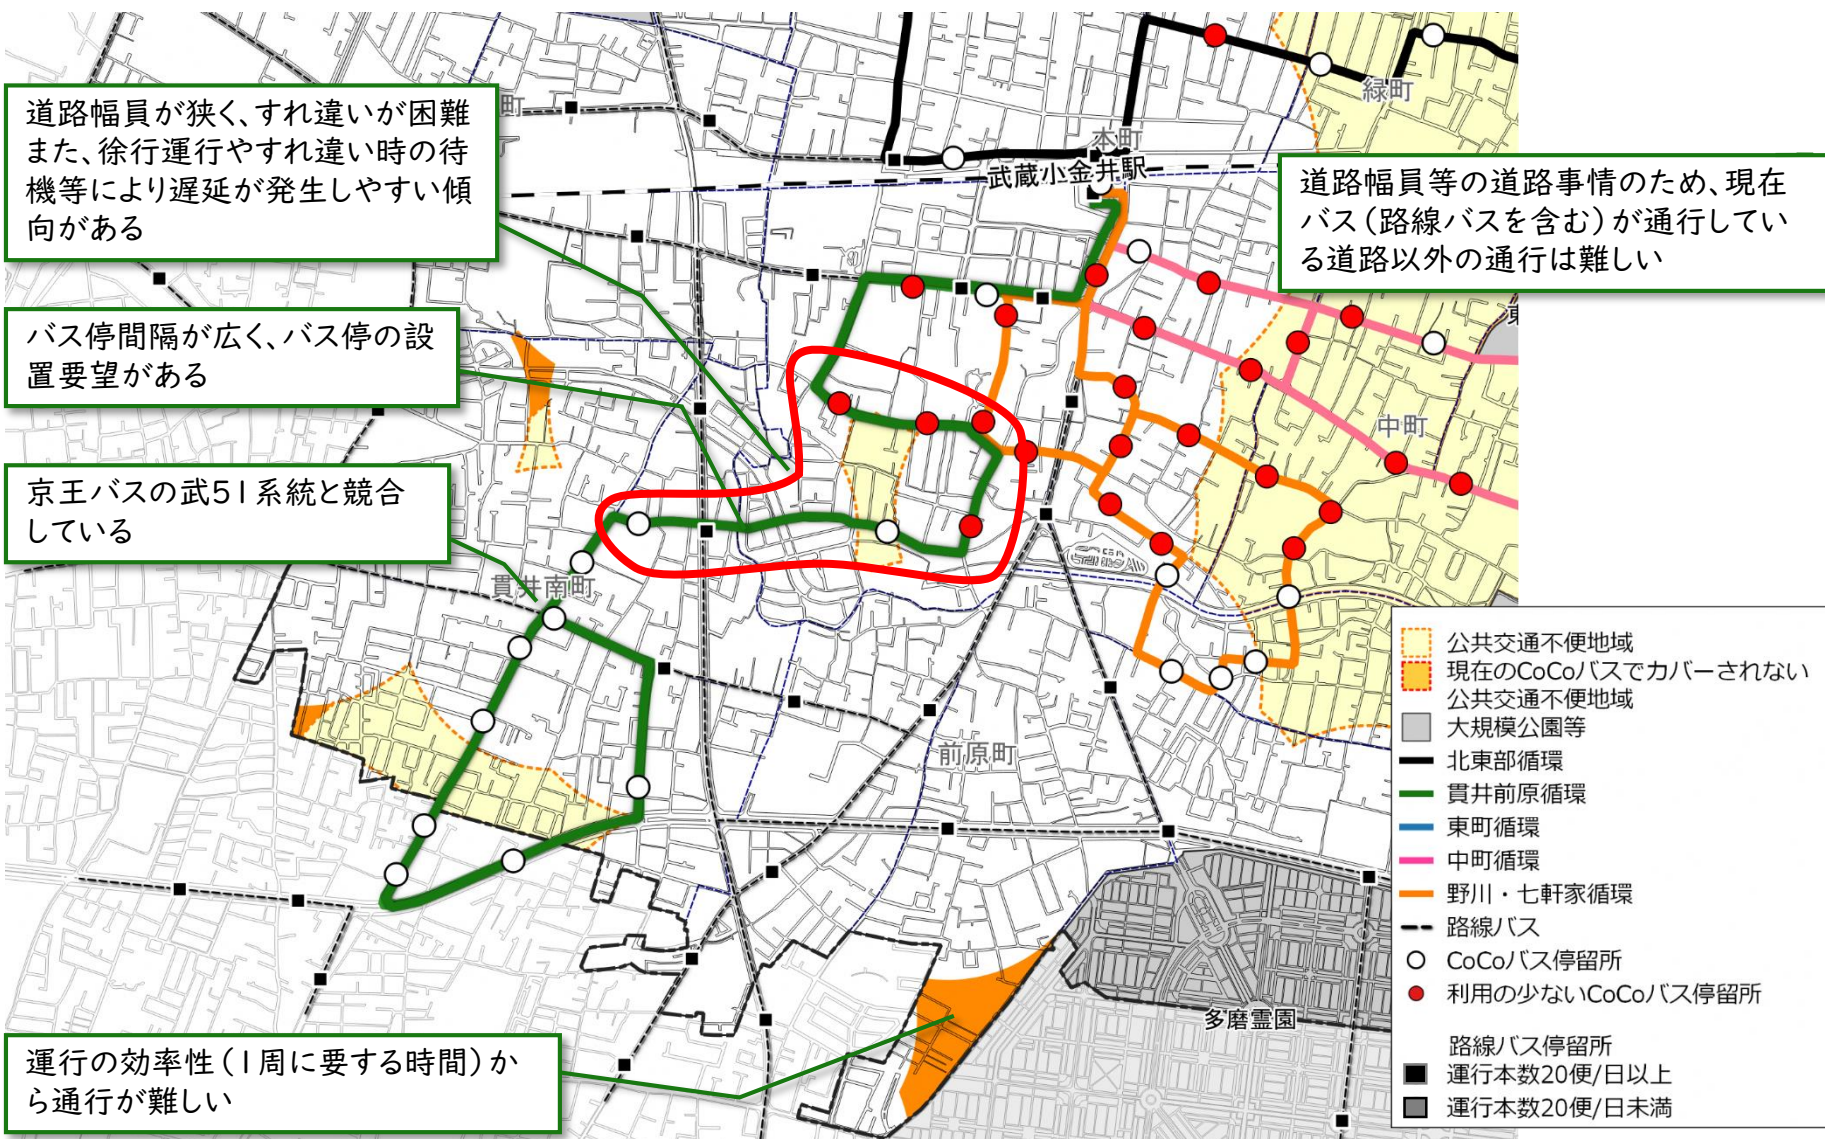 緑町
町
道路幅員が狭く、すれ違いが困難
また、徐行運行やすれ違い時の待
機等により遅延が発生しやすい傾
向がある
本町
武蔵小金井駅
道路幅員等の道路事情のため、現在
バス（路線バスを含む）が通行してい
る道路以外の通行は難しい
バス停間隔が広く、バス停の設
置要望がある
中町
京王バスの武51系統と競合
している
貫井南町
前原町
公共交通不便地域
現在のCoCoバスでカバーされない
公共交通不便地域
大規模公園等
北東部循環
貫井前原循環
東町循環
中町循環
野川・七軒家循環
路線バス
CoCoバス停留所
利用の少ないCoCoバス停留所
路線バス停留所
運行本数20便/日以上
運行本数20便/日未満
多磨霊園
運行の効率性（1周に要する時間）か
ら通行が難しい